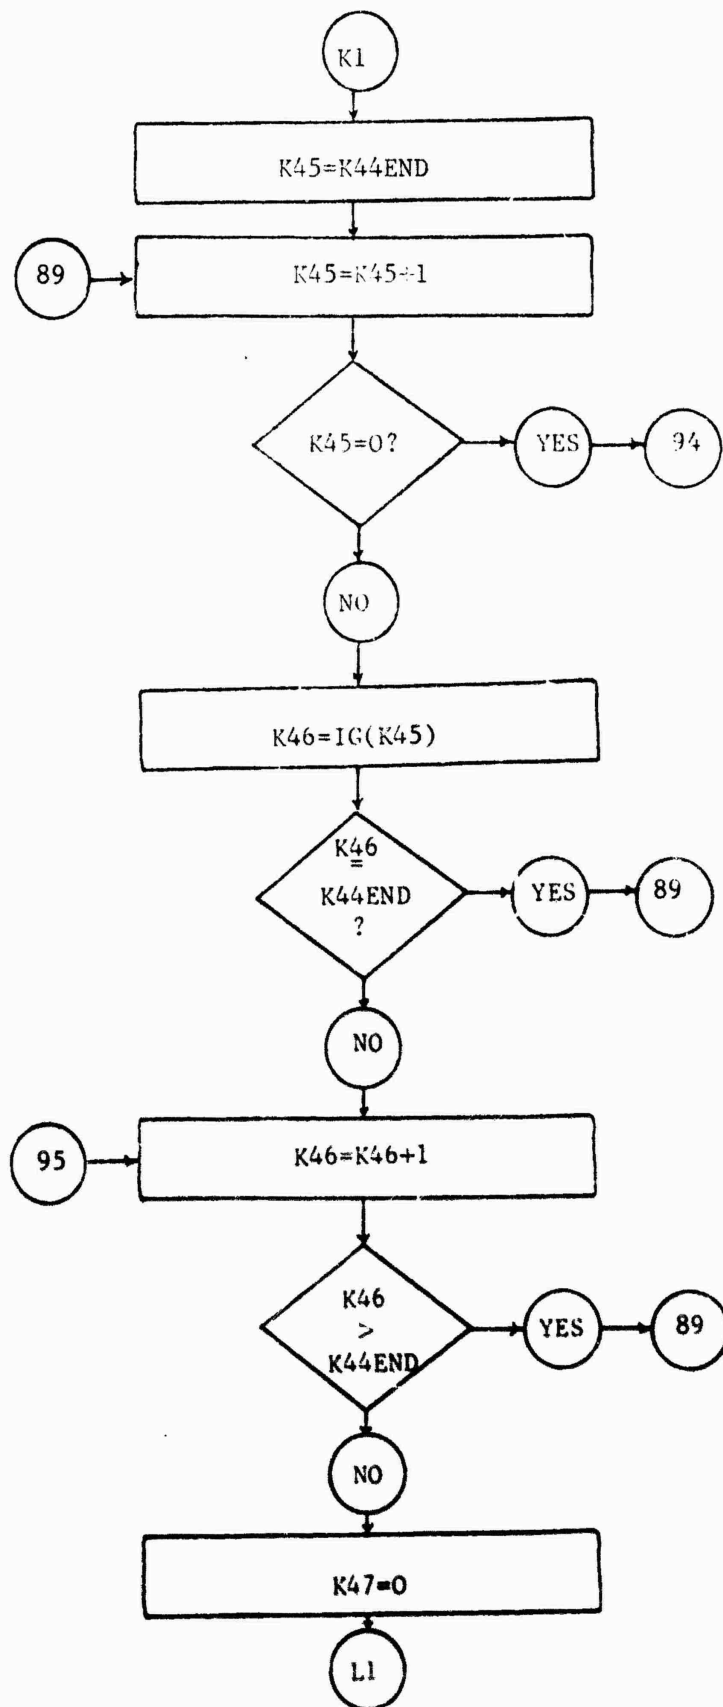 K1
K45=K44END
89
K45=K45-1
K45=0?
YES
94
NO
K46=IG(K45)
K46
=
K44END
?
YES
89
NO
95
K46=K46+1
K46
>
K44END
YES
89
NO
K47=0
L1